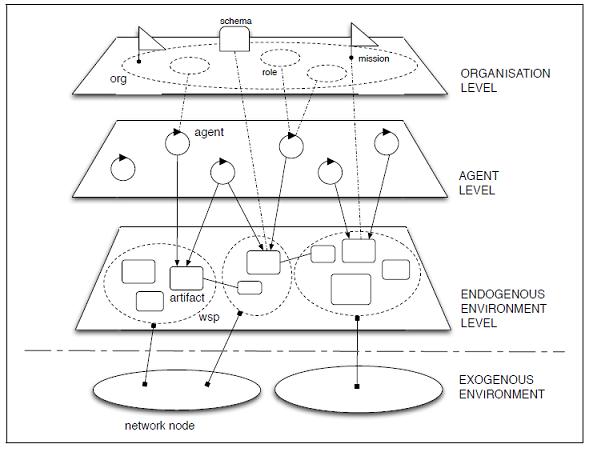 schema
org
role
mission
ORGANISATION
LEVEL
agent
AGENT
LEVEL
artifact
wsp
ENDOGENOUS
ENVIRONMENT
LEVEL
EXOGENOUS
ENVIRONMENT
network node